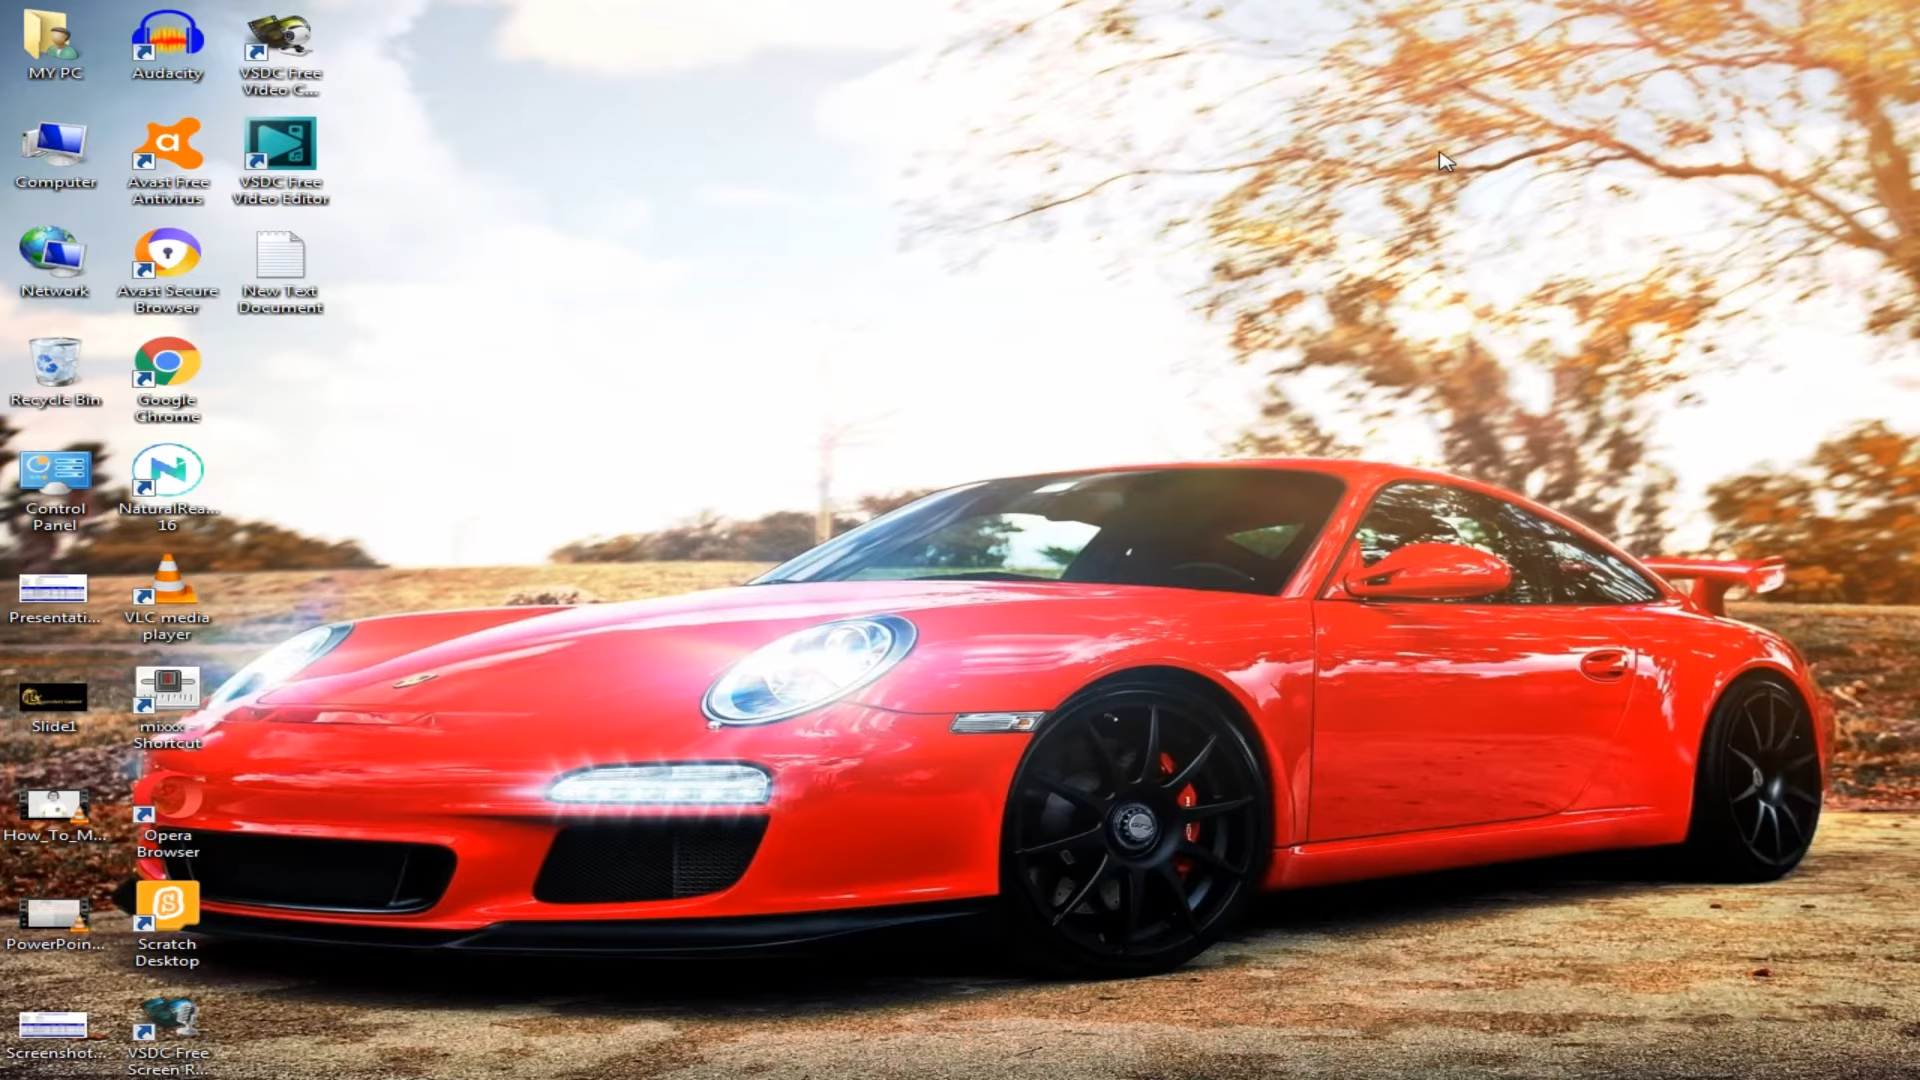 MY PC
Computer
Network
Recycle Bin
Control
Panel
Presentati...
Slide1
How_To_M...
PowerPoin...
Screenshot...
Audacity
Avast Free
Antivirus
Avast Secure
Browser
Google
Chrome
NaturalRea...
16
VLC media
player
mixxx -
Shortcut
Opera
Browser
Scratch
Desktop
VSDC Free
Screen R...
VSDC Free
Video C...
VSDC Free
Video Editor
New Text
Document